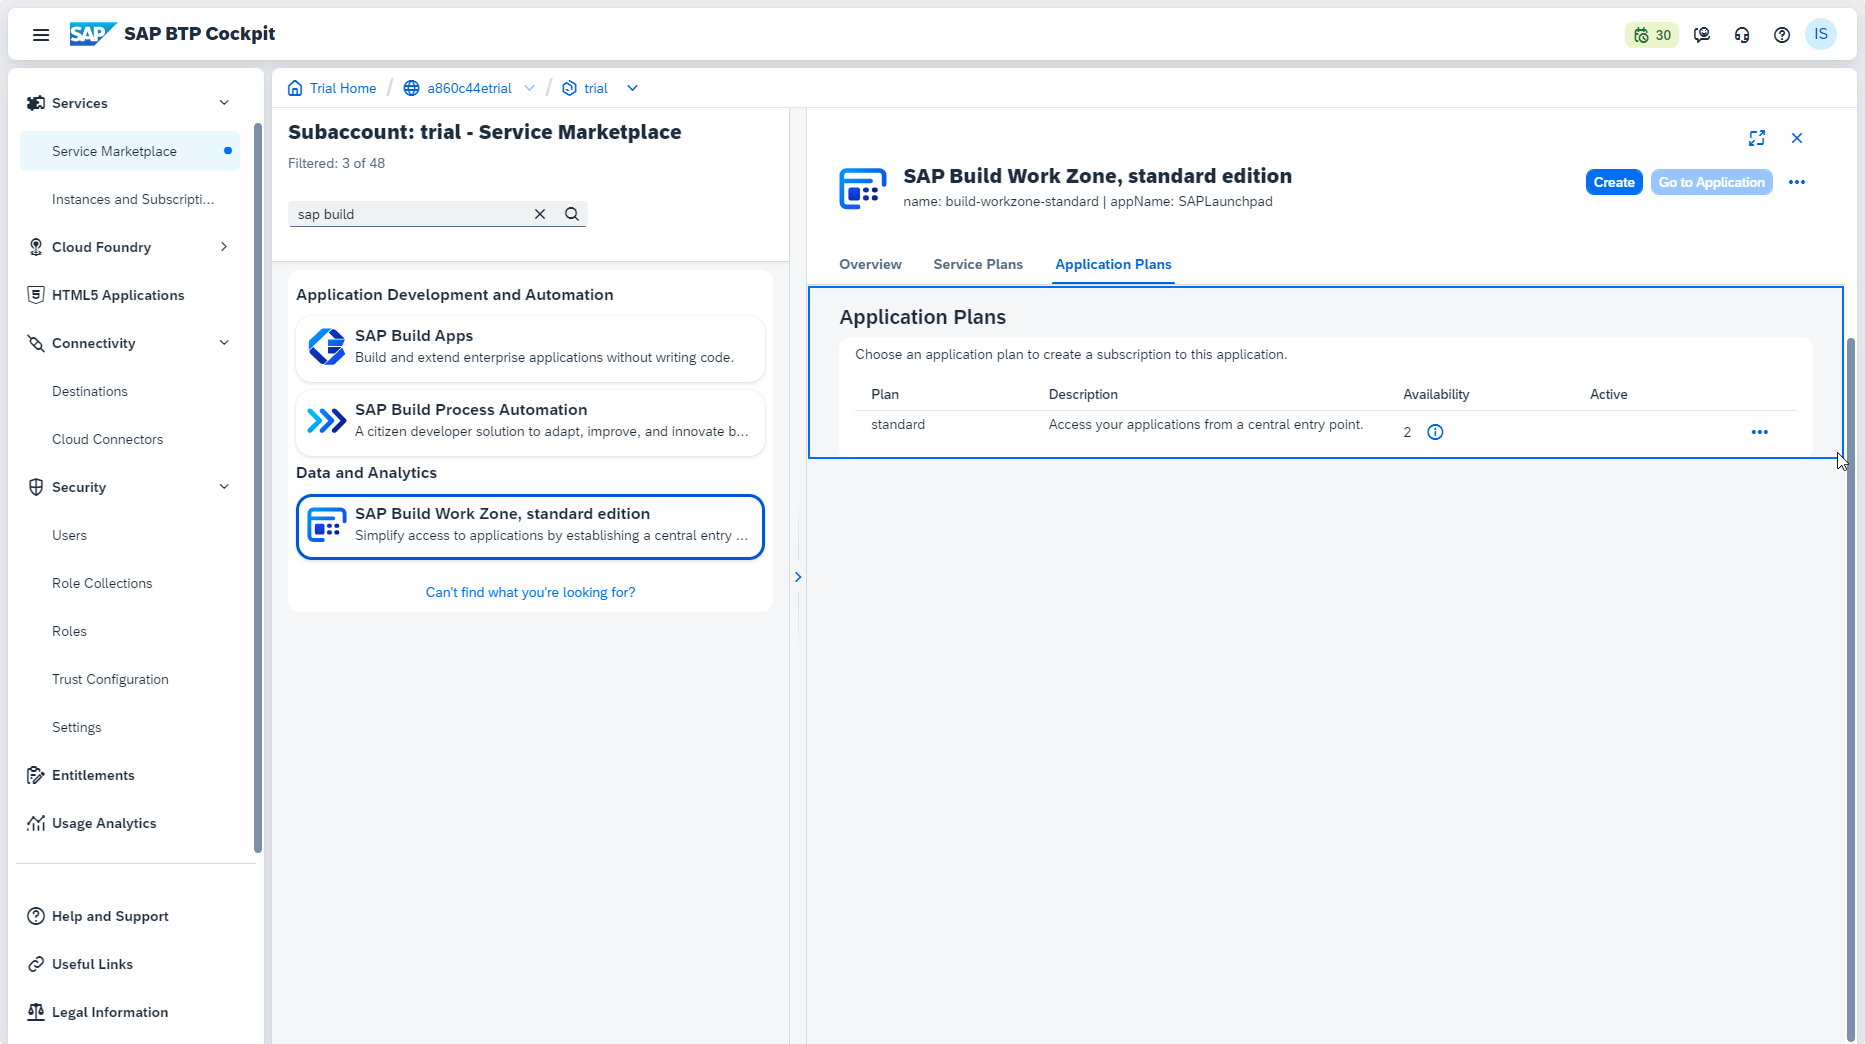 SAP SAP BTP Cockpit
30
IS
Services
Service Marketplace
Instances and Subscripti...
Cloud Foundry
HTML5 Applications
Connectivity
Destinations
Cloud Connectors
Security
Users
Role Collections
Roles
Trust Configuration
Settings
Entitlements
Usage Analytics
Help and Support
Useful Links
Legal Information
Trial Home / a860c44etrial / trial
Subaccount: trial - Service Marketplace
Filtered: 3 of 48
sap build
Application Development and Automation
SAP Build Apps
Build and extend enterprise applications without writing code.
SAP Build Process Automation
A citizen developer solution to adapt, improve, and innovate b...
Data and Analytics
SAP Build Work Zone, standard edition
Simplify access to applications by establishing a central entry ...
Can't find what you're looking for?
SAP Build Work Zone, standard edition
name: build-workzone-standard | appName: SAPLaunchpad
Create Go to Application
Overview Service Plans Application Plans
Application Plans
Choose an application plan to create a subscription to this application.
Plan Description Availability Active
standard Access your applications from a central entry point. 2